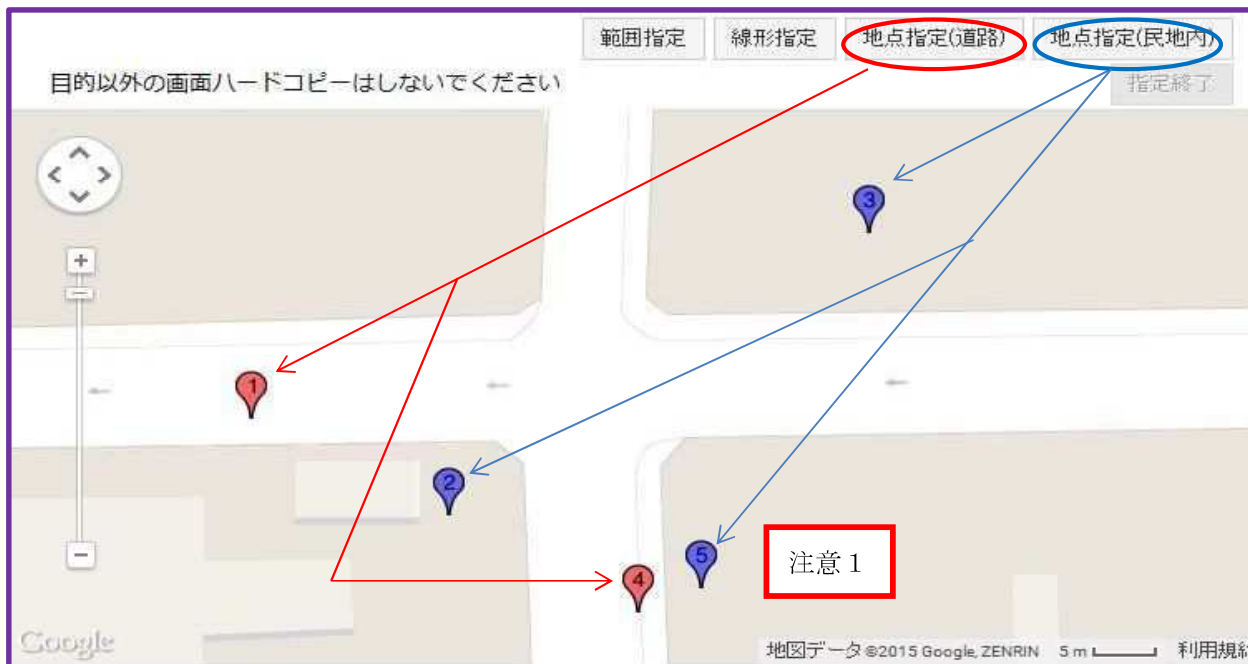 範囲指定 線形指定 地点指定(道路) 地点指定(民地内)
目的以外の画面ハードコピーはしないでください 指定終了
3
1
2
5 注意１
4
Google 地図データ ©2015 Google, ZENRIN 5 m 利用規約